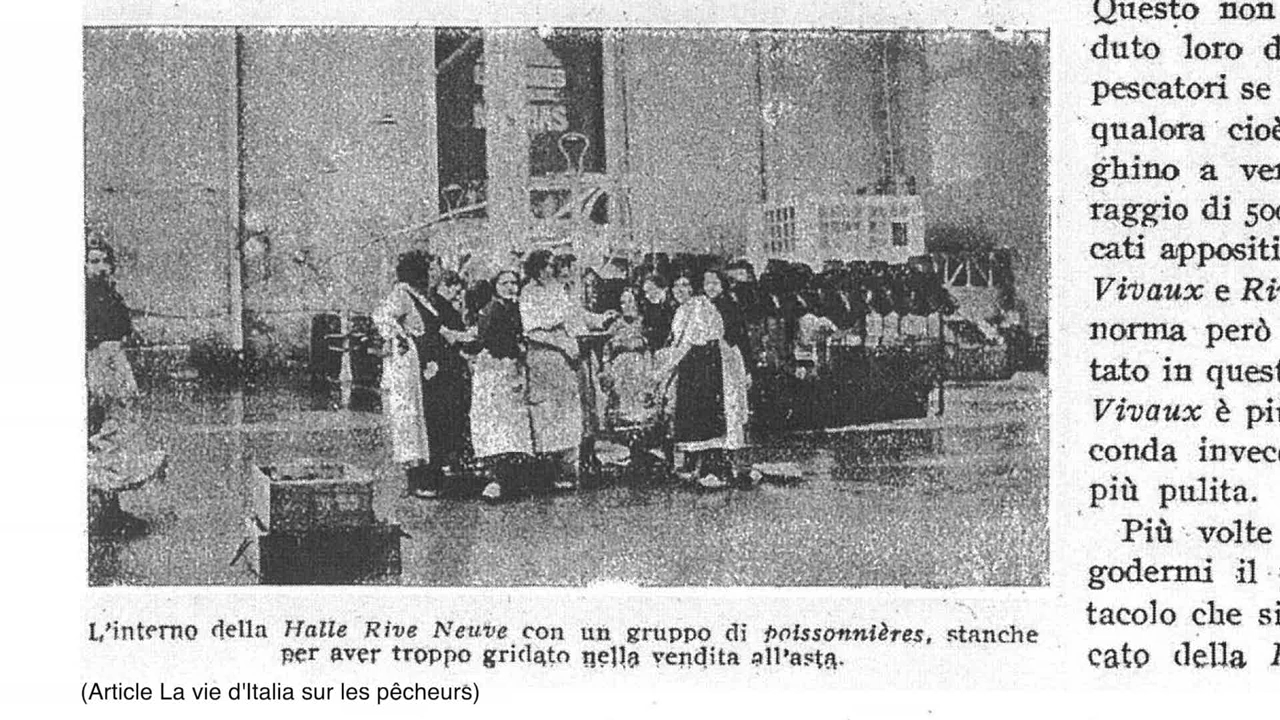 L'interno della Halle Rive Neuve con un gruppo di poissonnières, stanche
per aver troppo gridato nella vendita all'asta.
(Article La vie d'Italia sur les pêcheurs)
Questo non
duto loro d
pescatori se
qualora cioè
ghino a ve
raggio di 500
cati appositi
Vivaux e Ri
norma però
tato in quest
Vivaux è pi
conda invece
più pulita.
Più volte
godermi il
tacolo che si
cato della